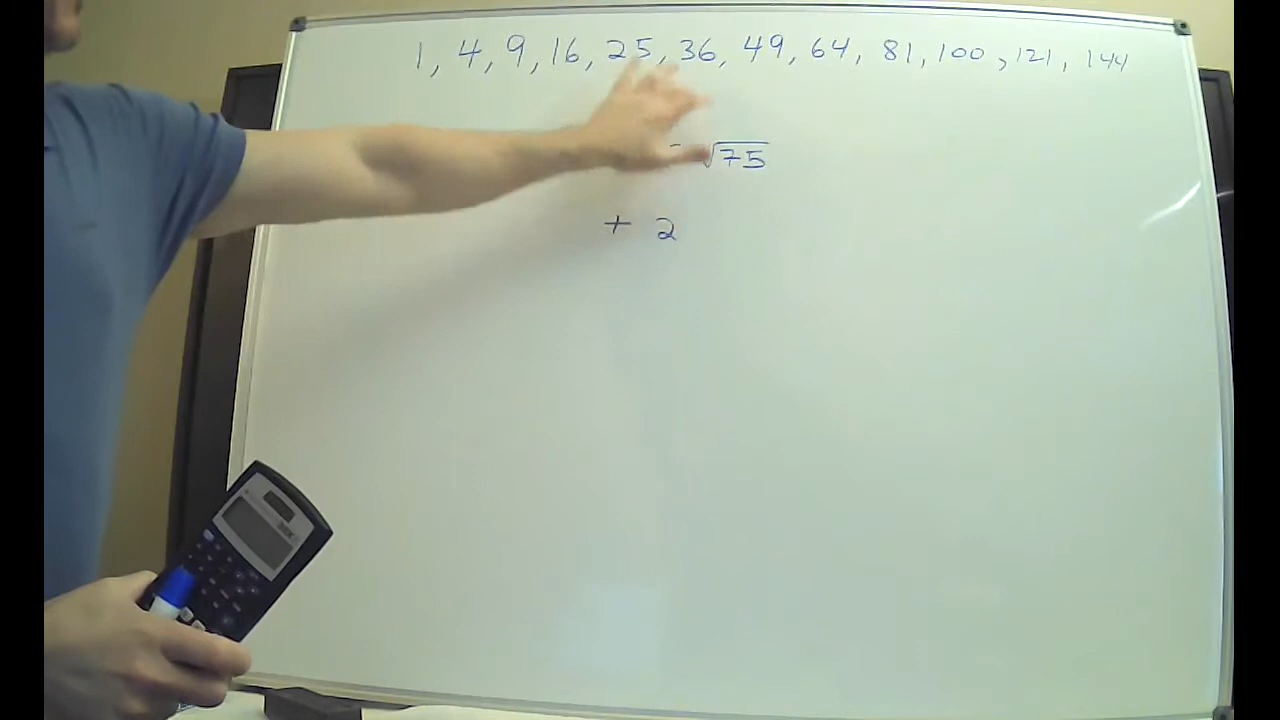 1, 4, 9, 16, 25, 36, 49, 64, 81, 100, 121, 144
√75
+ 2